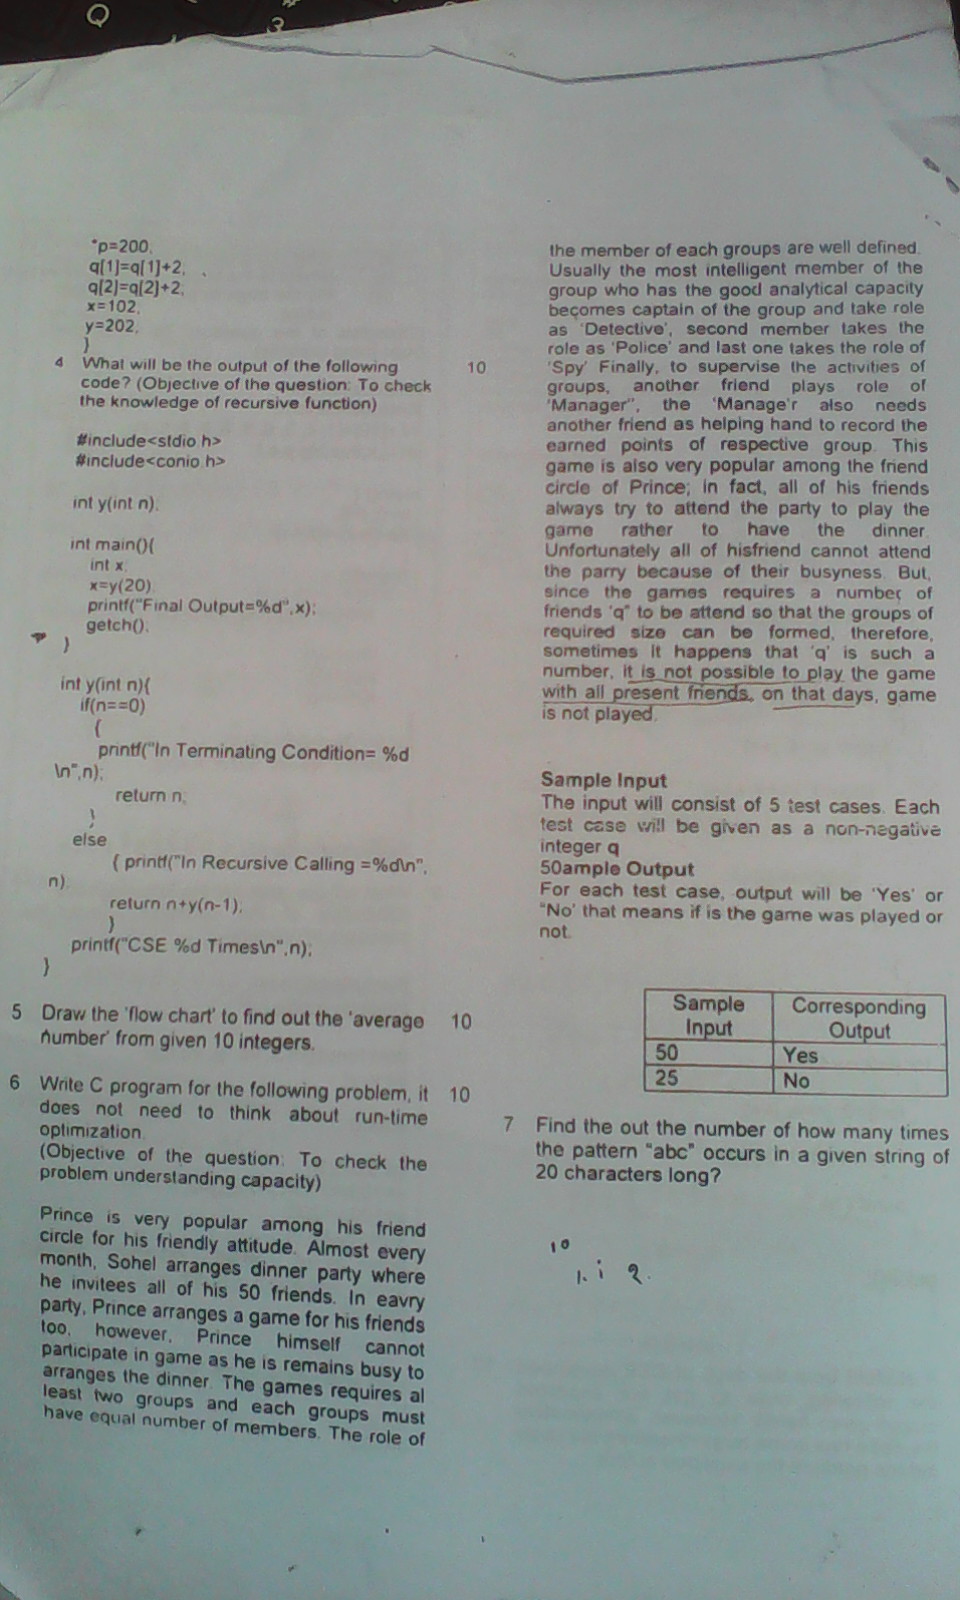 Q
3
*p=200,
q[1]=q[1]+2,
q[2]=q[2]+2;
x=102,
y=202,
}
4 What will be the output of the following 10
code? (Objective of the question: To check
the knowledge of recursive function)
#include<stdio h>
#include<conio h>
int y(int n);
int main(){
int x;
x=y(20)
printf("Final Output=%d",x);
getch();
}
int y(int n){
if(n==0)
{
printf("In Terminating Condition= %d
\n",n);
return n;
}
else
{ printf("In Recursive Calling =%d\n",
n)
return n+y(n-1);
}
printf("CSE %d Times\n",n);
}
5 Draw the 'flow chart' to find out the 'average 10
number' from given 10 integers.
6 Write C program for the following problem, it 10
does not need to think about run-time
optimization
(Objective of the question: To check the
problem understanding capacity)
Prince is very popular among his friend
circle for his friendly attitude. Almost every
month, Sohel arranges dinner party where
he invitees all of his 50 friends. In eavry
party, Prince arranges a game for his friends
too, however, Prince himself cannot
participate in game as he is remains busy to
arranges the dinner. The games requires al
least two groups and each groups must
have equal number of members. The role of
the member of each groups are well defined.
Usually the most intelligent member of the
group who has the good analytical capacity
becomes captain of the group and take role
as 'Detective', second member takes the
role as 'Police' and last one takes the role of
'Spy' Finally, to supervise the activities of
groups, another friend plays role of
'Manager", the 'Manage'r also needs
another friend as helping hand to record the
earned points of respective group. This
game is also very popular among the friend
circle of Prince; in fact, all of his friends
always try to attend the party to play the
game rather to have the dinner
Unfortunately all of hisfriend cannot attend
the parry because of their busyness. But,
since the games requires a number of
friends 'q" to be attend so that the groups of
required size can be formed, therefore,
sometimes it happens that 'q' is such a
number, it is not possible to play the game
with all present friends, on that days, game
is not played.
Sample Input
The input will consist of 5 test cases. Each
test case will be given as a non-negative
integer q
50ample Output
For each test case, output will be 'Yes' or
"No' that means if is the game was played or
not.
Sample Input Corresponding Output
50 Yes
25 No
7 Find the out the number of how many times
the pattern "abc" occurs in a given string of
20 characters long?
10
1. i 2.